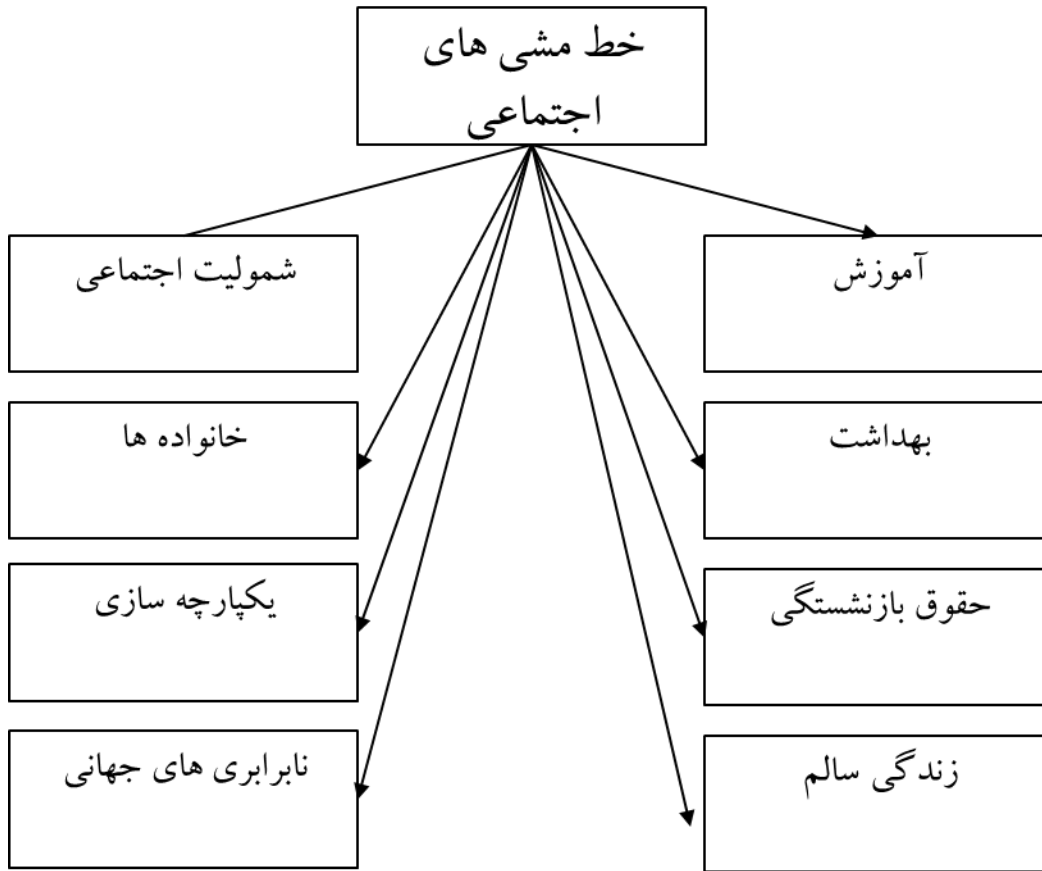 خط مشی های
اجتماعی
آموزش
شمولیت اجتماعی
بهداشت
خانواده ها
حقوق بازنشستگی
یکپارچه سازی
زندگی سالم
نابرابری های جهانی